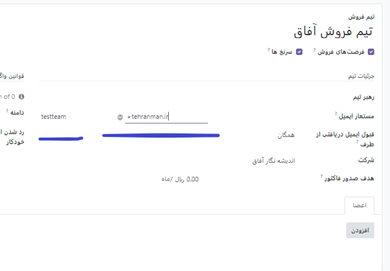 تیم فروش
تیم فروش آفاق
فرصت‌های فروش ? سرنخ ها ?
جزئیات تیم
قوانین واگ
رهبر تیم
of 0
مستعار ایمیل ? testteam @ tehranman.ir
دامنه ?
قبول ایمیل دریافتی از طرف ? همگان
رد شدن
خودکار
شرکت اندیشه نگار آفاق
هدف صدور فاکتور ? 0.00 ریال /ماه
اعضا
افزودن